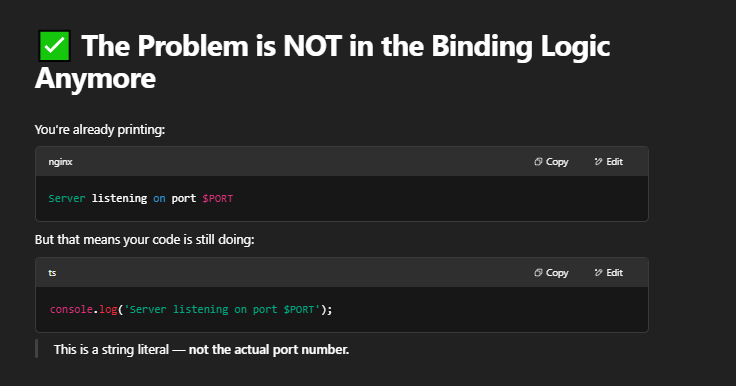 ✅ The Problem is NOT in the Binding Logic
Anymore
You're already printing:
nginx Copy Edit
Server listening on port $PORT
But that means your code is still doing:
ts Copy Edit
console.log('Server listening on port $PORT');
This is a string literal — not the actual port number.